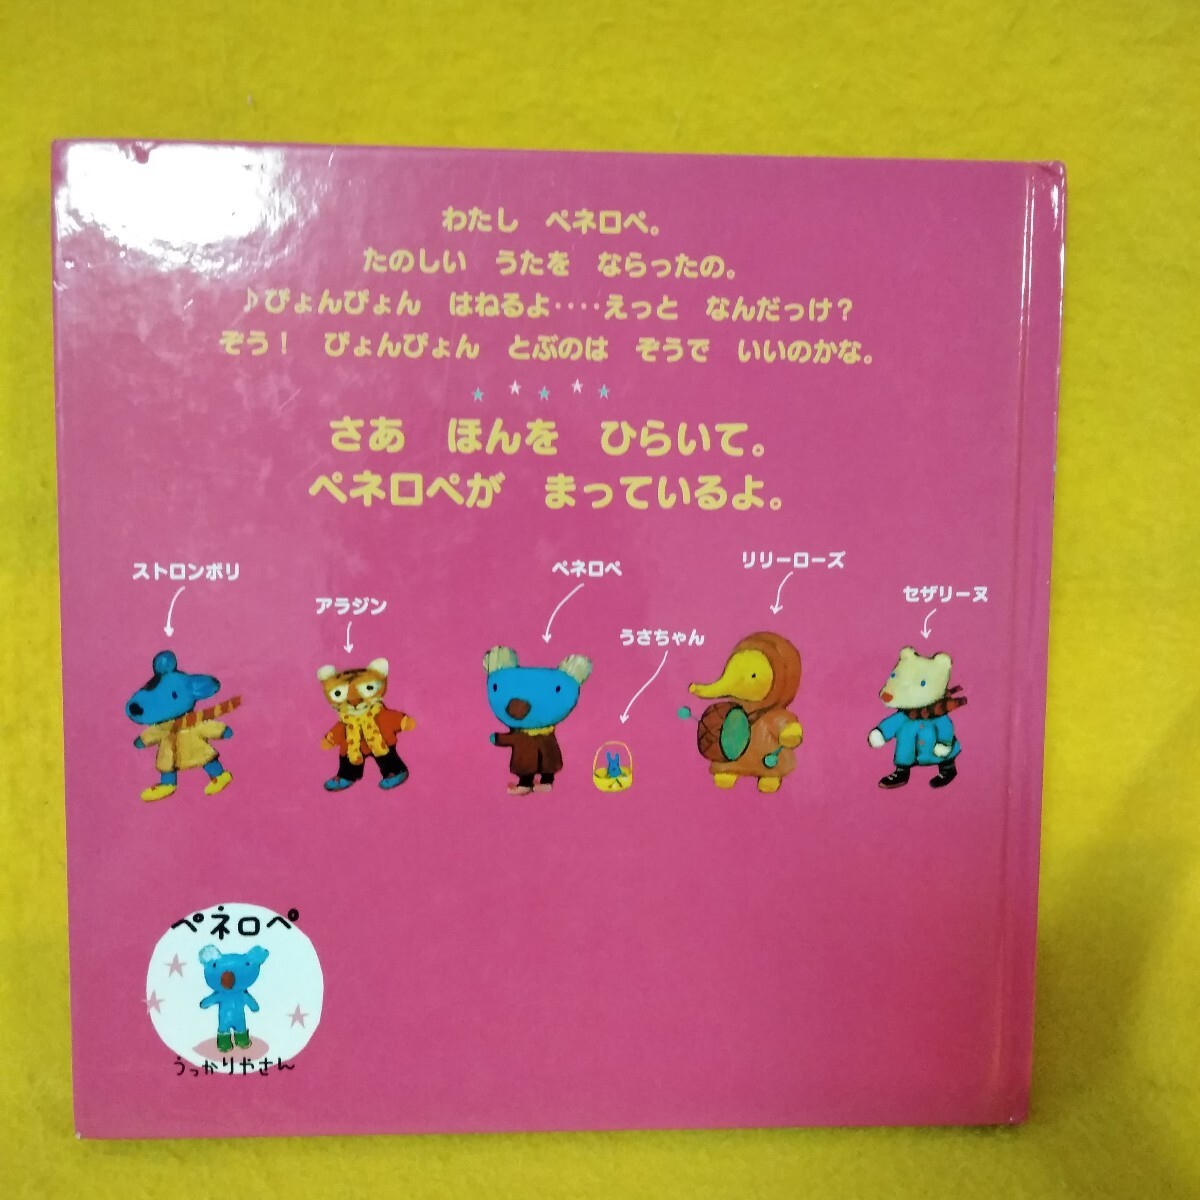 わたし　ペネロペ。
たのしい　うたを　ならったの。
♪ぴょんぴょん　はねるよ‥‥えっと　なんだっけ？
ぞう！　ぴょんぴょん　とぶのは　ぞうで　いいのかな。
さあ　ほんを　ひらいて。
ペネロペが　まっているよ。
ストロンボリ
アラジン
ペネロペ
うさちゃん
リリーローズ
セザリーヌ
ペネロペ
うっかりやさん